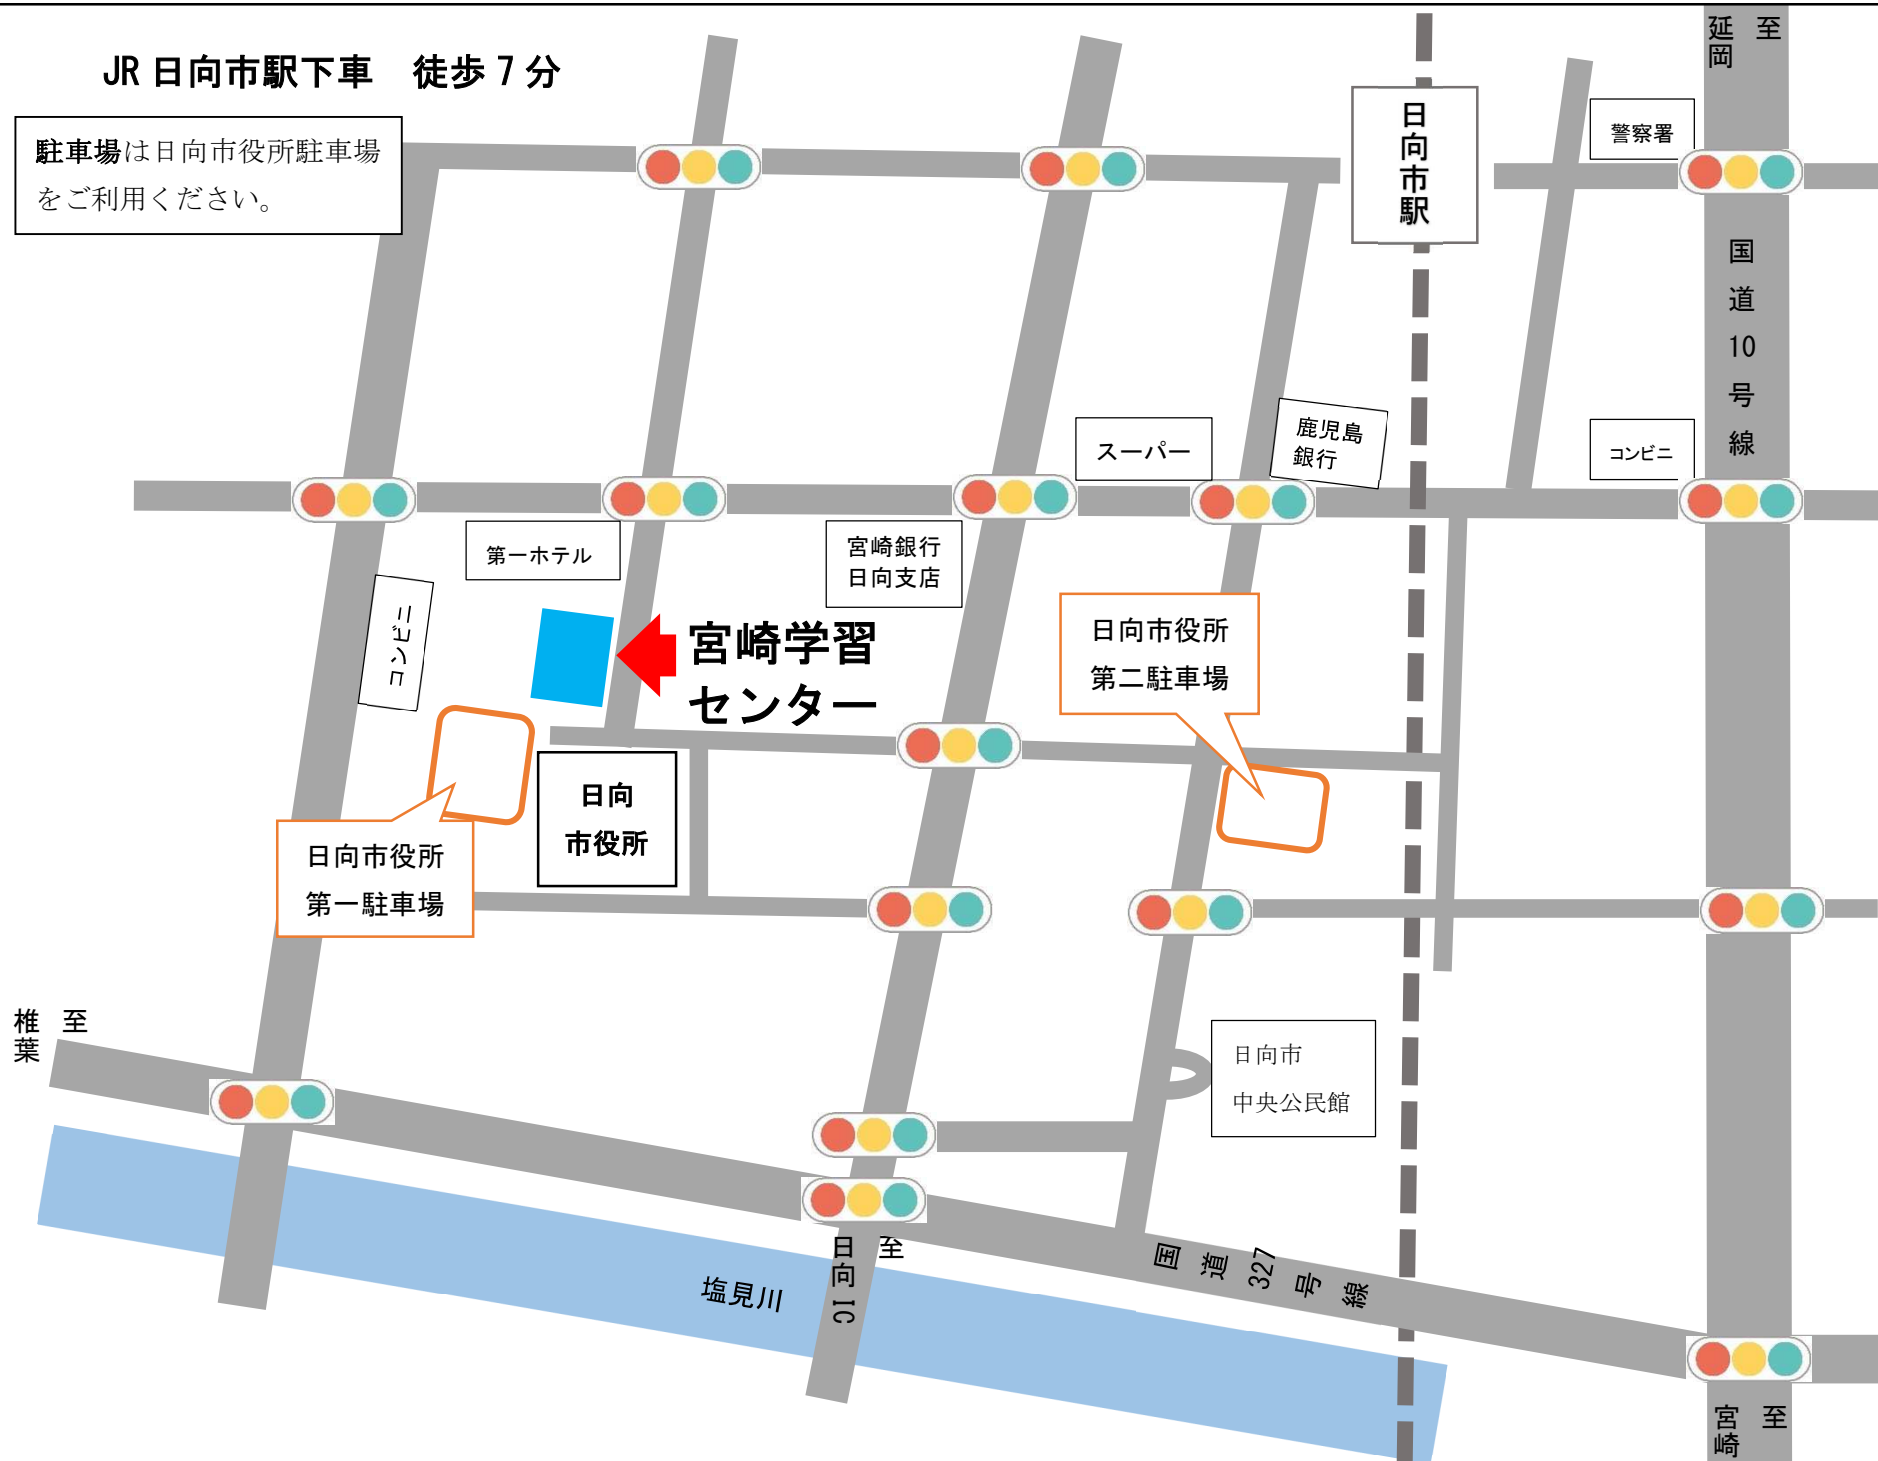 JR 日向市駅下車　徒歩 7 分
駐車場は日向市役所駐車場
をご利用ください。
至
延岡
日向市駅
警察署
国道10号線
スーパー
鹿児島
銀行
コンビニ
第一ホテル
宮崎銀行
日向支店
コンビニ
宮崎学習
センター
日向市役所
第二駐車場
日向
市役所
日向市役所
第一駐車場
至
椎葉
日向市
中央公民館
至
日向IC
国道327号線
塩見川
至
宮崎